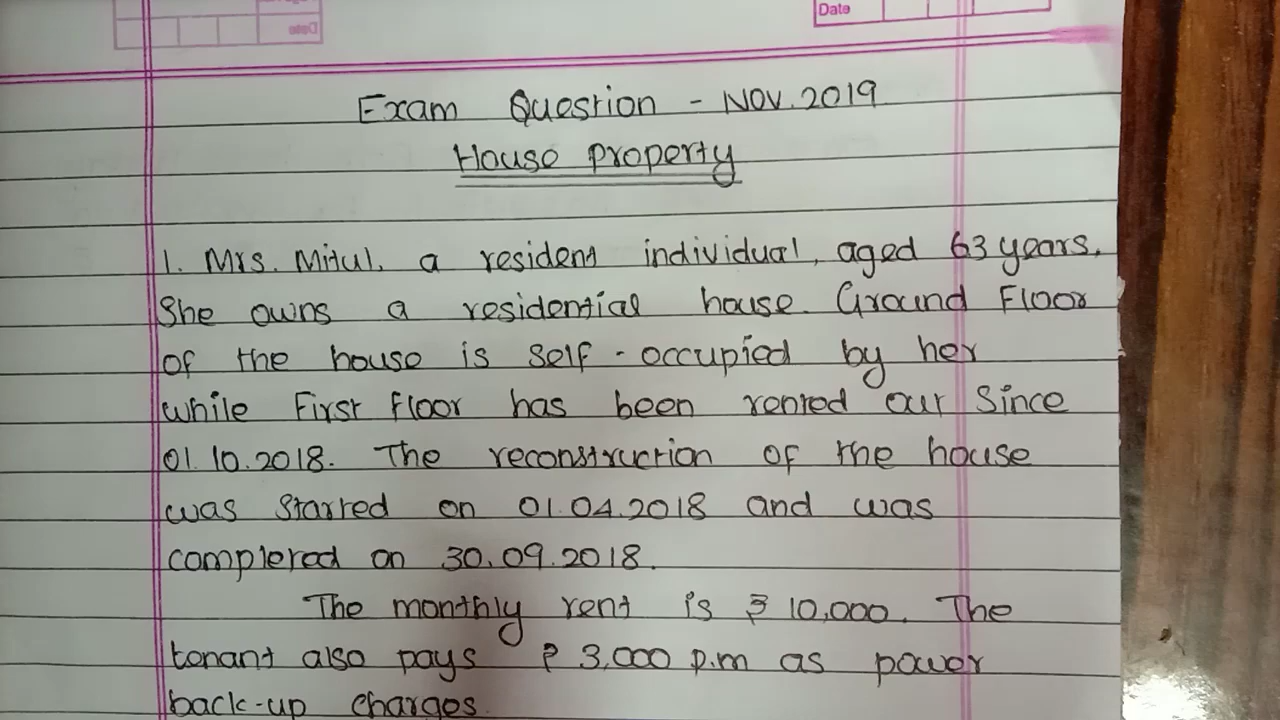 Date
Exam Question - Nov. 2019
House property
1. Mrs. Mitul, a resident individual, aged 63 years.
She owns a residential house. Ground Floor
of the house is self-occupied by her
while First floor has been rented out since
01.10.2018. The reconstruction of the house
was started on 01.04.2018 and was
completed on 30.09.2018.
The monthly rent is ₹ 10,000. The
tenant also pays ₹ 3,000 p.m as power
back-up charges.